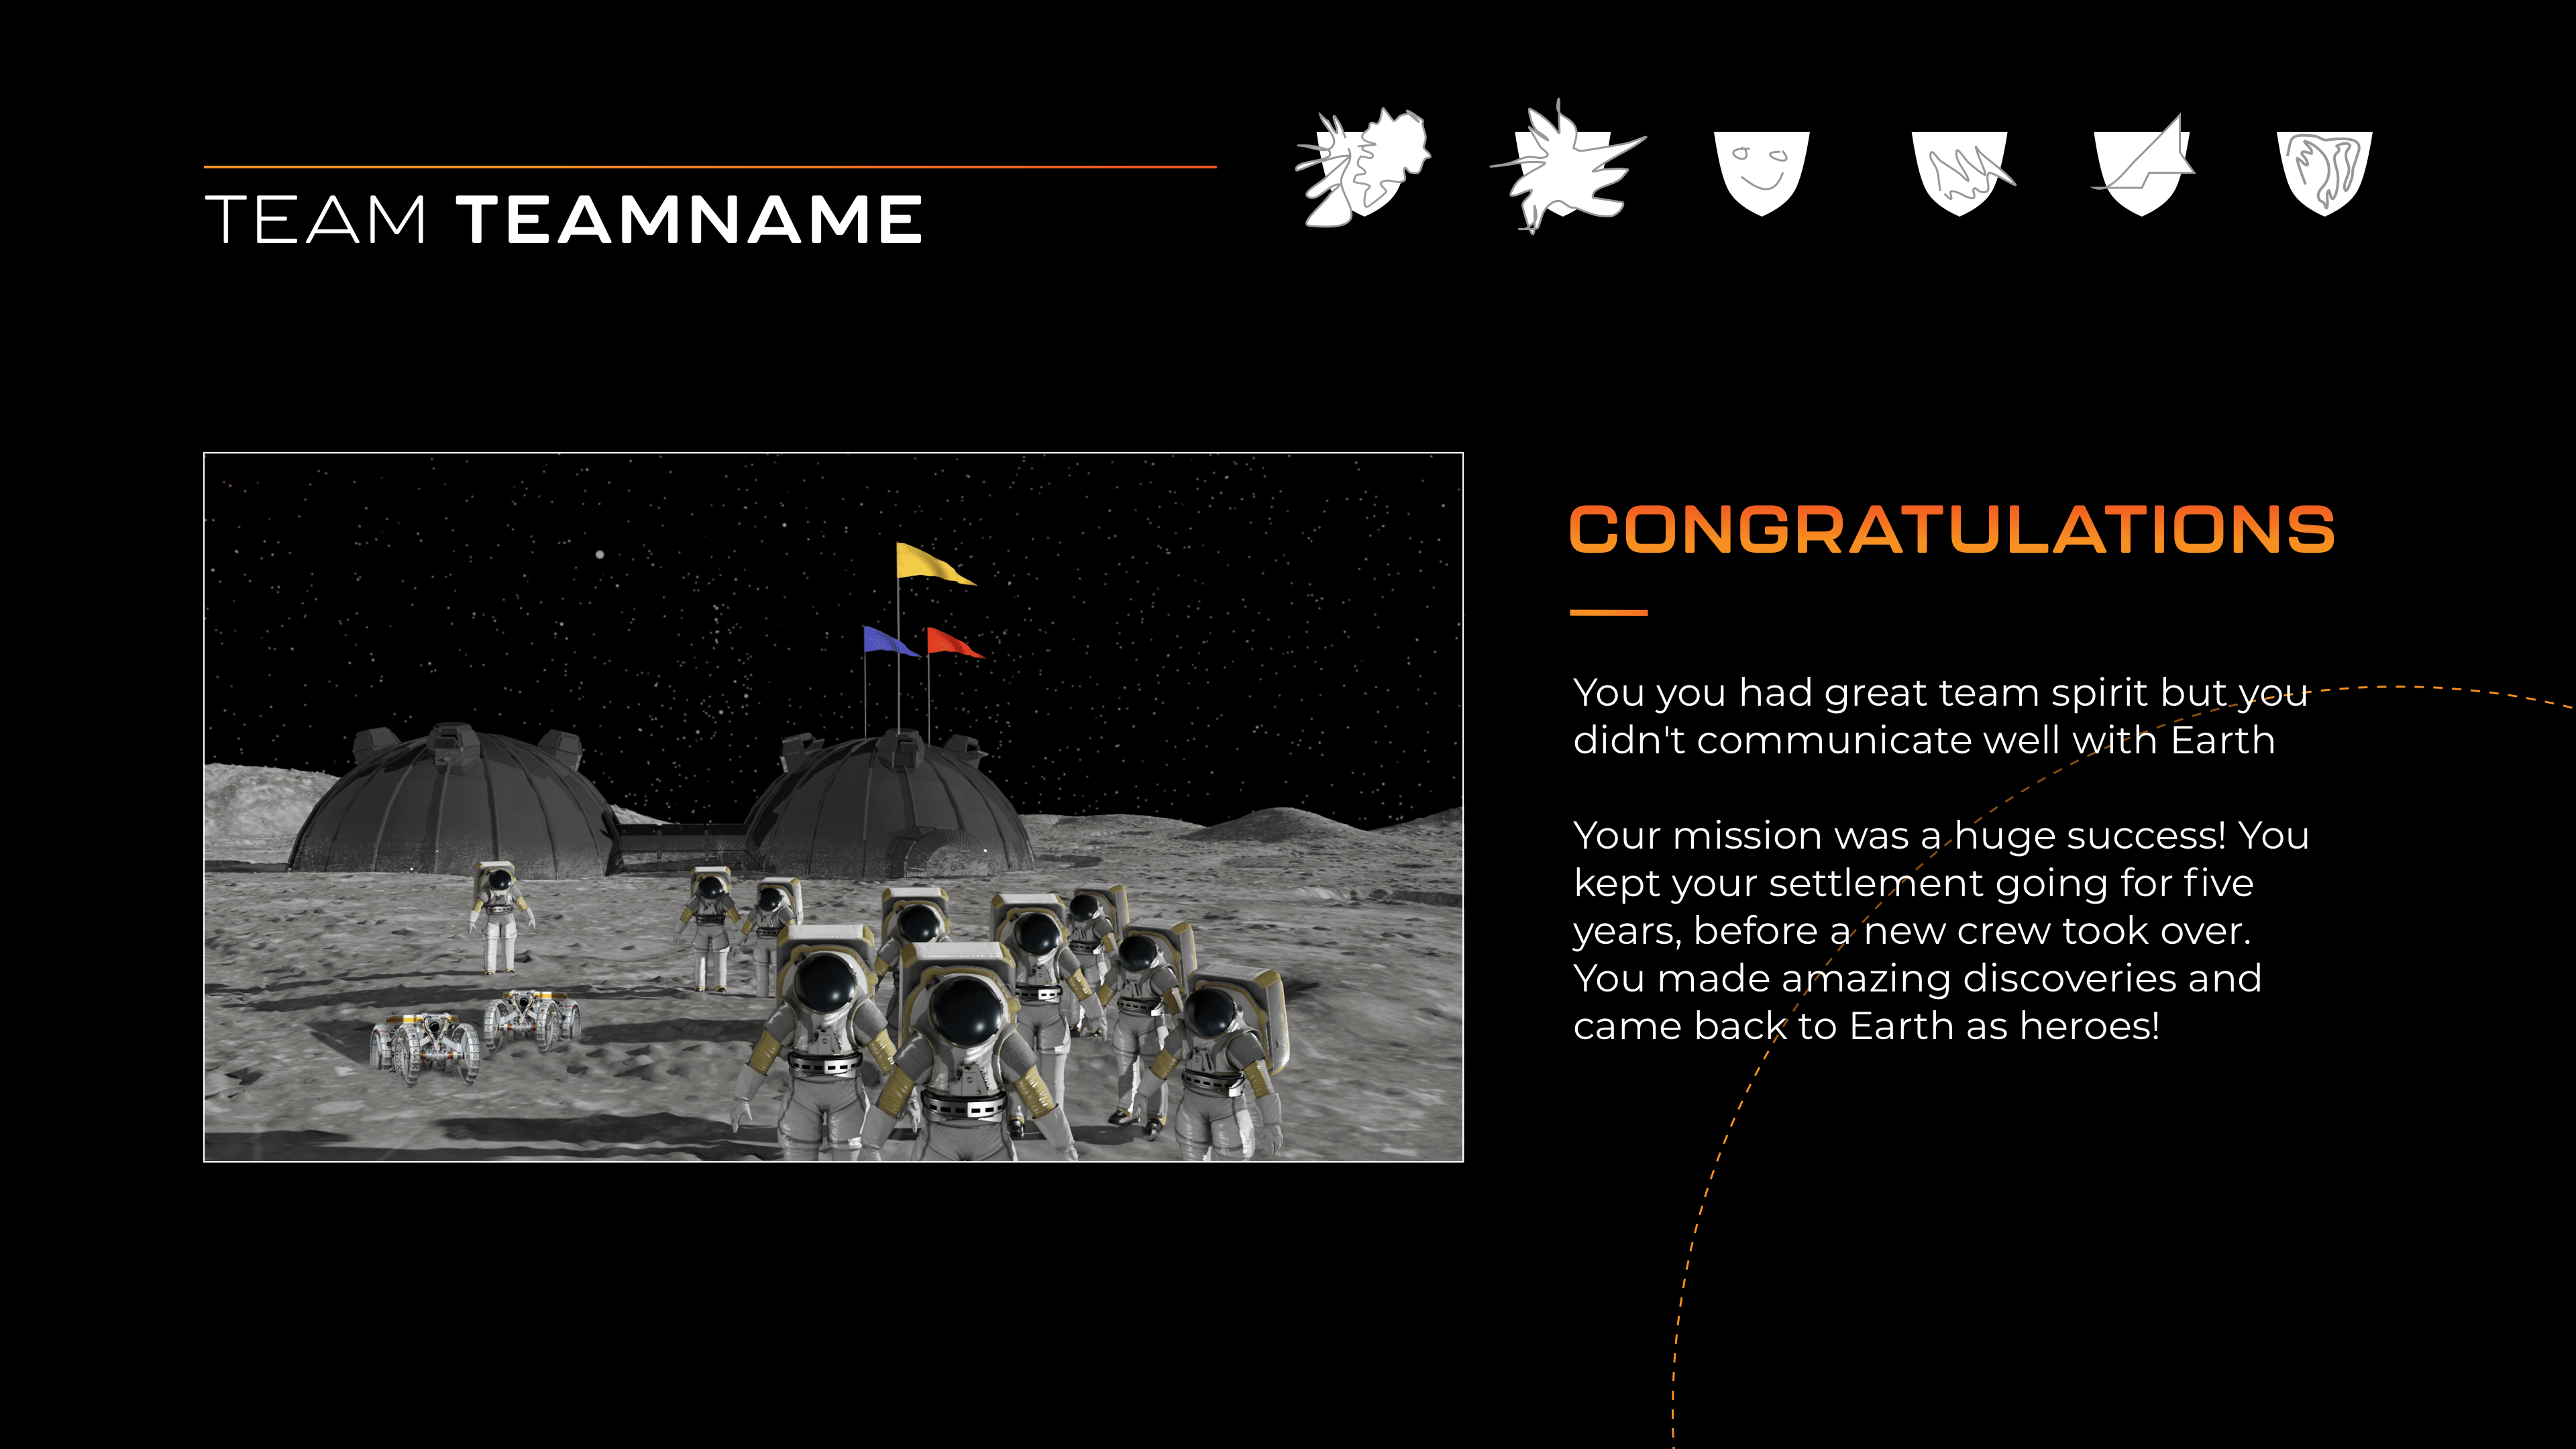 TEAM TEAMNAME
CONGRATULATIONS
You you had great team spirit but you
didn't communicate well with Earth
Your mission was a huge success! You
kept your settlement going for five
years, before a new crew took over.
You made amazing discoveries and
came back to Earth as heroes!